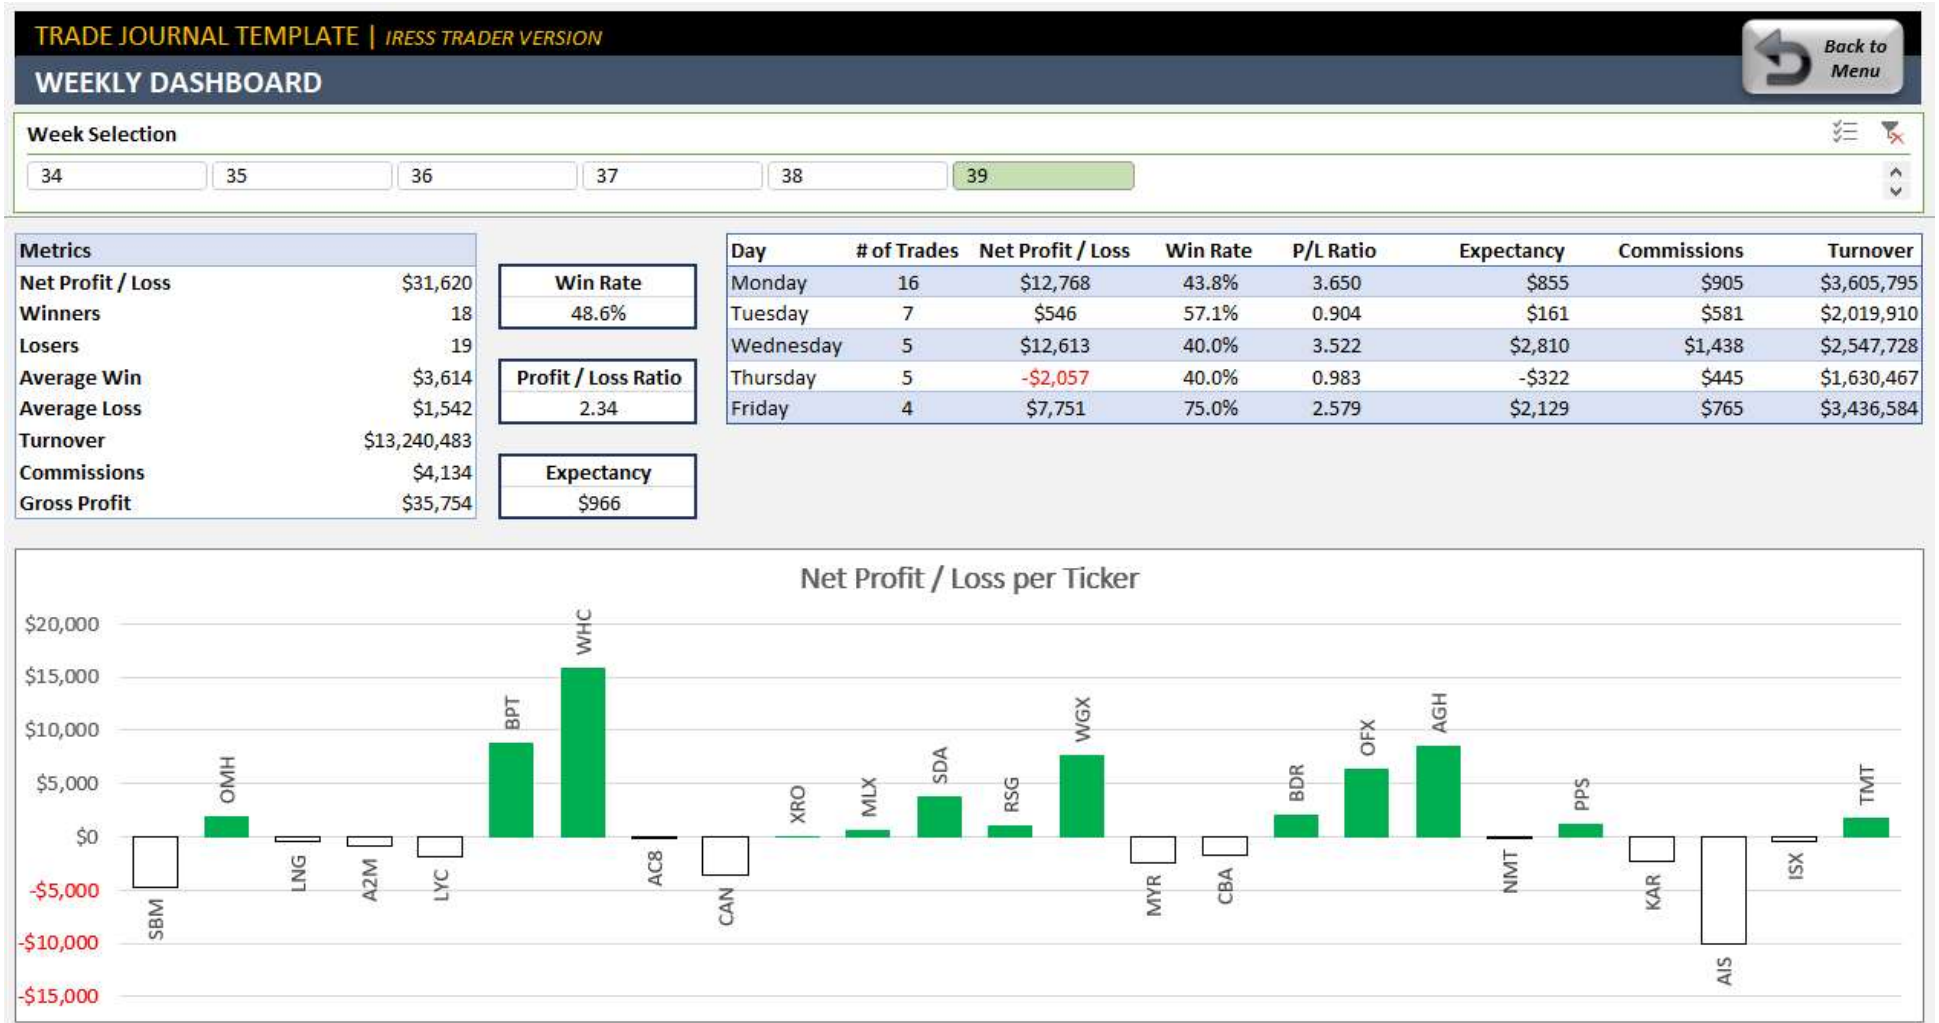 TRADE JOURNAL TEMPLATE | IRESS TRADER VERSION
Back to
Menu
WEEKLY DASHBOARD
Week Selection
34 35 36 37 38 39
Metrics
Net Profit / Loss $31,620
Winners 18
Losers 19
Average Win $3,614
Average Loss $1,542
Turnover $13,240,483
Commissions $4,134
Gross Profit $35,754
Win Rate
48.6%
Profit / Loss Ratio
2.34
Expectancy
$966
Day # of Trades Net Profit / Loss Win Rate P/L Ratio Expectancy Commissions Turnover
Monday 16 $12,768 43.8% 3.650 $855 $905 $3,605,795
Tuesday 7 $546 57.1% 0.904 $161 $581 $2,019,910
Wednesday 5 $12,613 40.0% 3.522 $2,810 $1,438 $2,547,728
Thursday 5 -$2,057 40.0% 0.983 -$322 $445 $1,630,467
Friday 4 $7,751 75.0% 2.579 $2,129 $765 $3,436,584
Net Profit / Loss per Ticker
$20,000
$15,000
$10,000
$5,000
$0
-$5,000
-$10,000
-$15,000
SBM
OMH
LNG
A2M
LYC
BPT
WHC
AC8
CAN
XRO
MLX
SDA
RSG
WGX
MYR
CBA
BDR
OFX
AGH
NMT
PPS
KAR
AIS
ISX
TMT